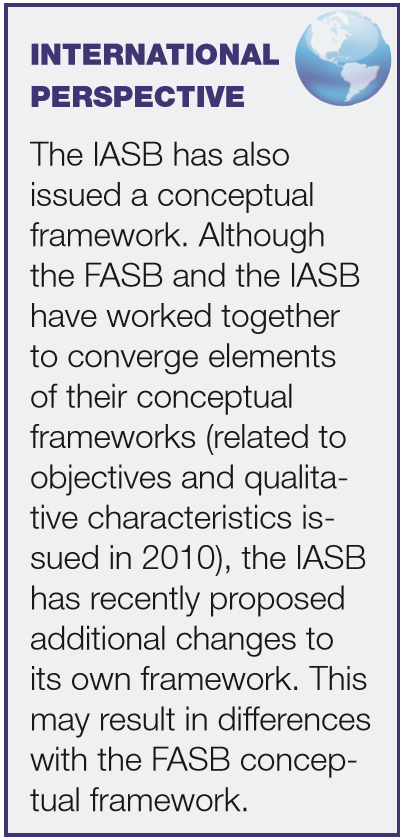 INTERNATIONAL
PERSPECTIVE
The IASB has also
issued a conceptual
framework. Although
the FASB and the IASB
have worked together
to converge elements
of their conceptual
frameworks (related to
objectives and qualita-
tive characteristics is-
sued in 2010), the IASB
has recently proposed
additional changes to
its own framework. This
may result in differences
with the FASB concep-
tual framework.